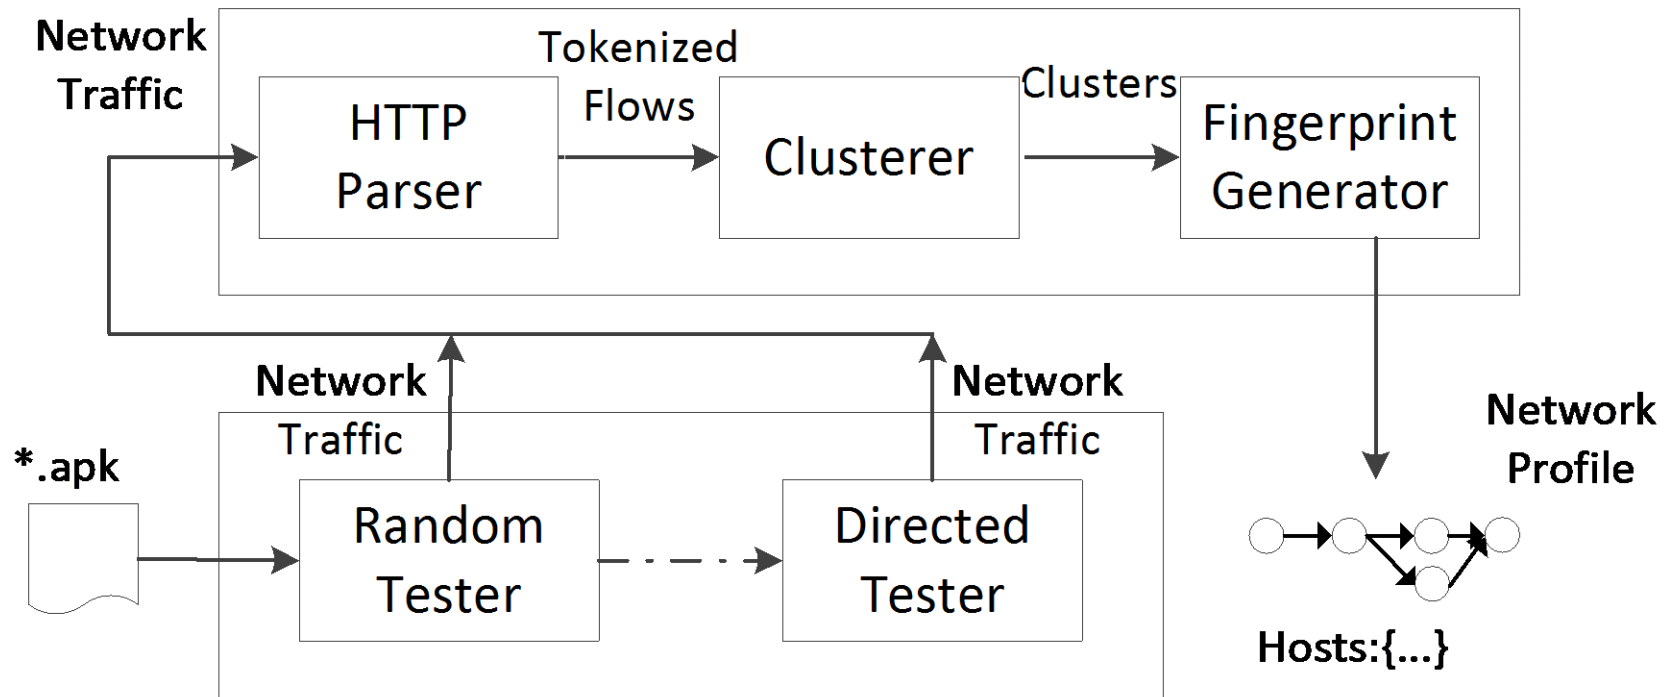 Network
Traffic
Tokenized
Flows
Clusters
HTTP
Parser
Clusterer
Fingerprint
Generator
Network
Traffic
Network
Traffic
Network
Profile
*.apk
Random
Tester
Directed
Tester
Hosts:{...}